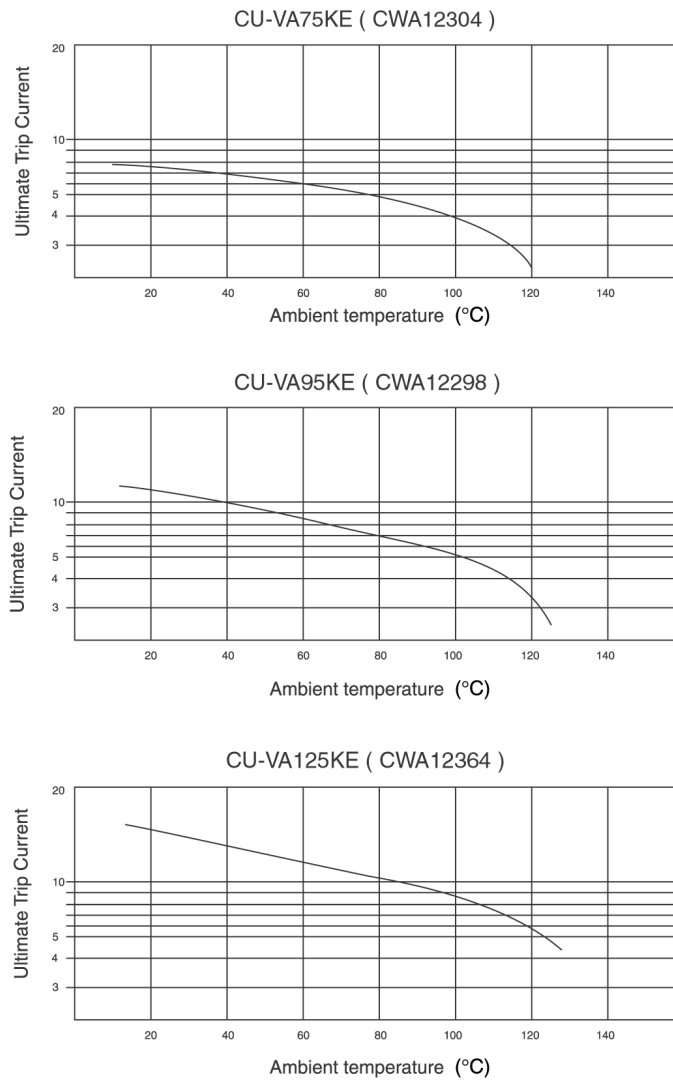 CU-VA75KE ( CWA12304 )
Ultimate Trip Current
20
10
5
4
3
20 40 60 80 100 120 140
Ambient temperature (°C)
CU-VA95KE ( CWA12298 )
Ultimate Trip Current
20
10
5
4
3
20 40 60 80 100 120 140
Ambient temperature (°C)
CU-VA125KE ( CWA12364 )
Ultimate Trip Current
20
10
5
4
3
20 40 60 80 100 120 140
Ambient temperature (°C)